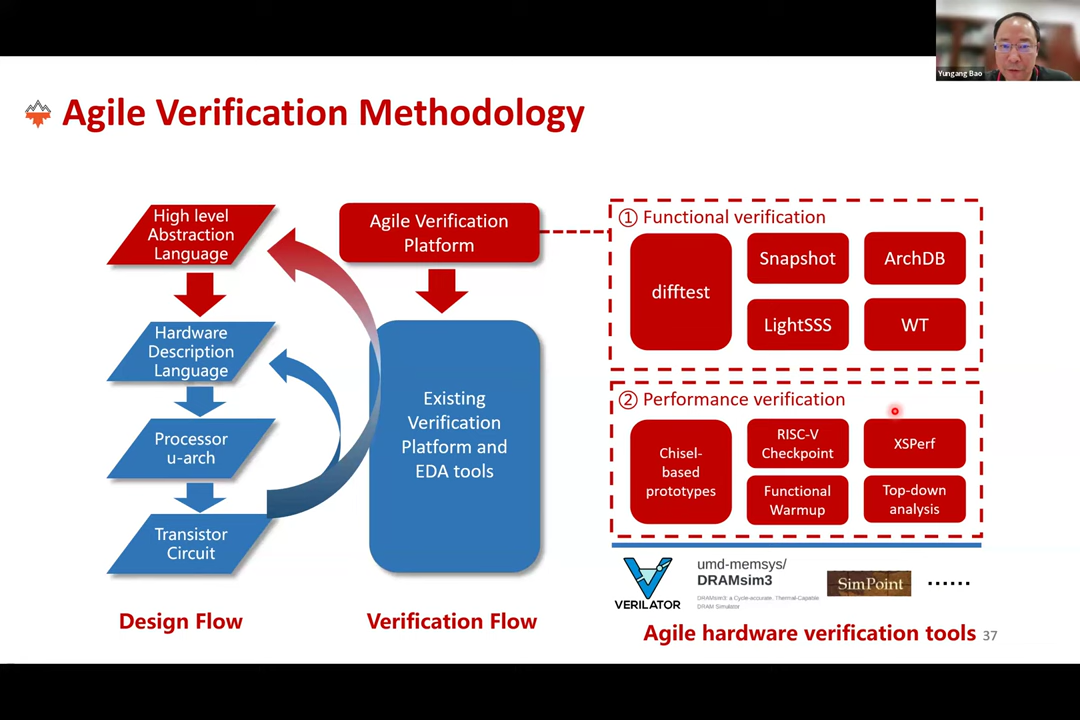 Yungang Bao
Agile Verification Methodology
High level
Abstraction
Language
Hardware
Description
Language
Processor
u-arch
Transistor
Circuit
Design Flow
Agile Verification
Platform
Existing
Verification
Platform and
EDA tools
Verification Flow
① Functional verification
difftest
Snapshot
ArchDB
LightSSS
WT
② Performance verification
Chisel-
based
prototypes
RISC-V
Checkpoint
XSPerf
Functional
Warmup
Top-down
analysis
VERILATOR
umd-memsys/
DRAMsim3
DRAMsim3: a Cycle-accurate, Thermal-Capable
DRAM Simulator
SimPoint
......
Agile hardware verification tools
37